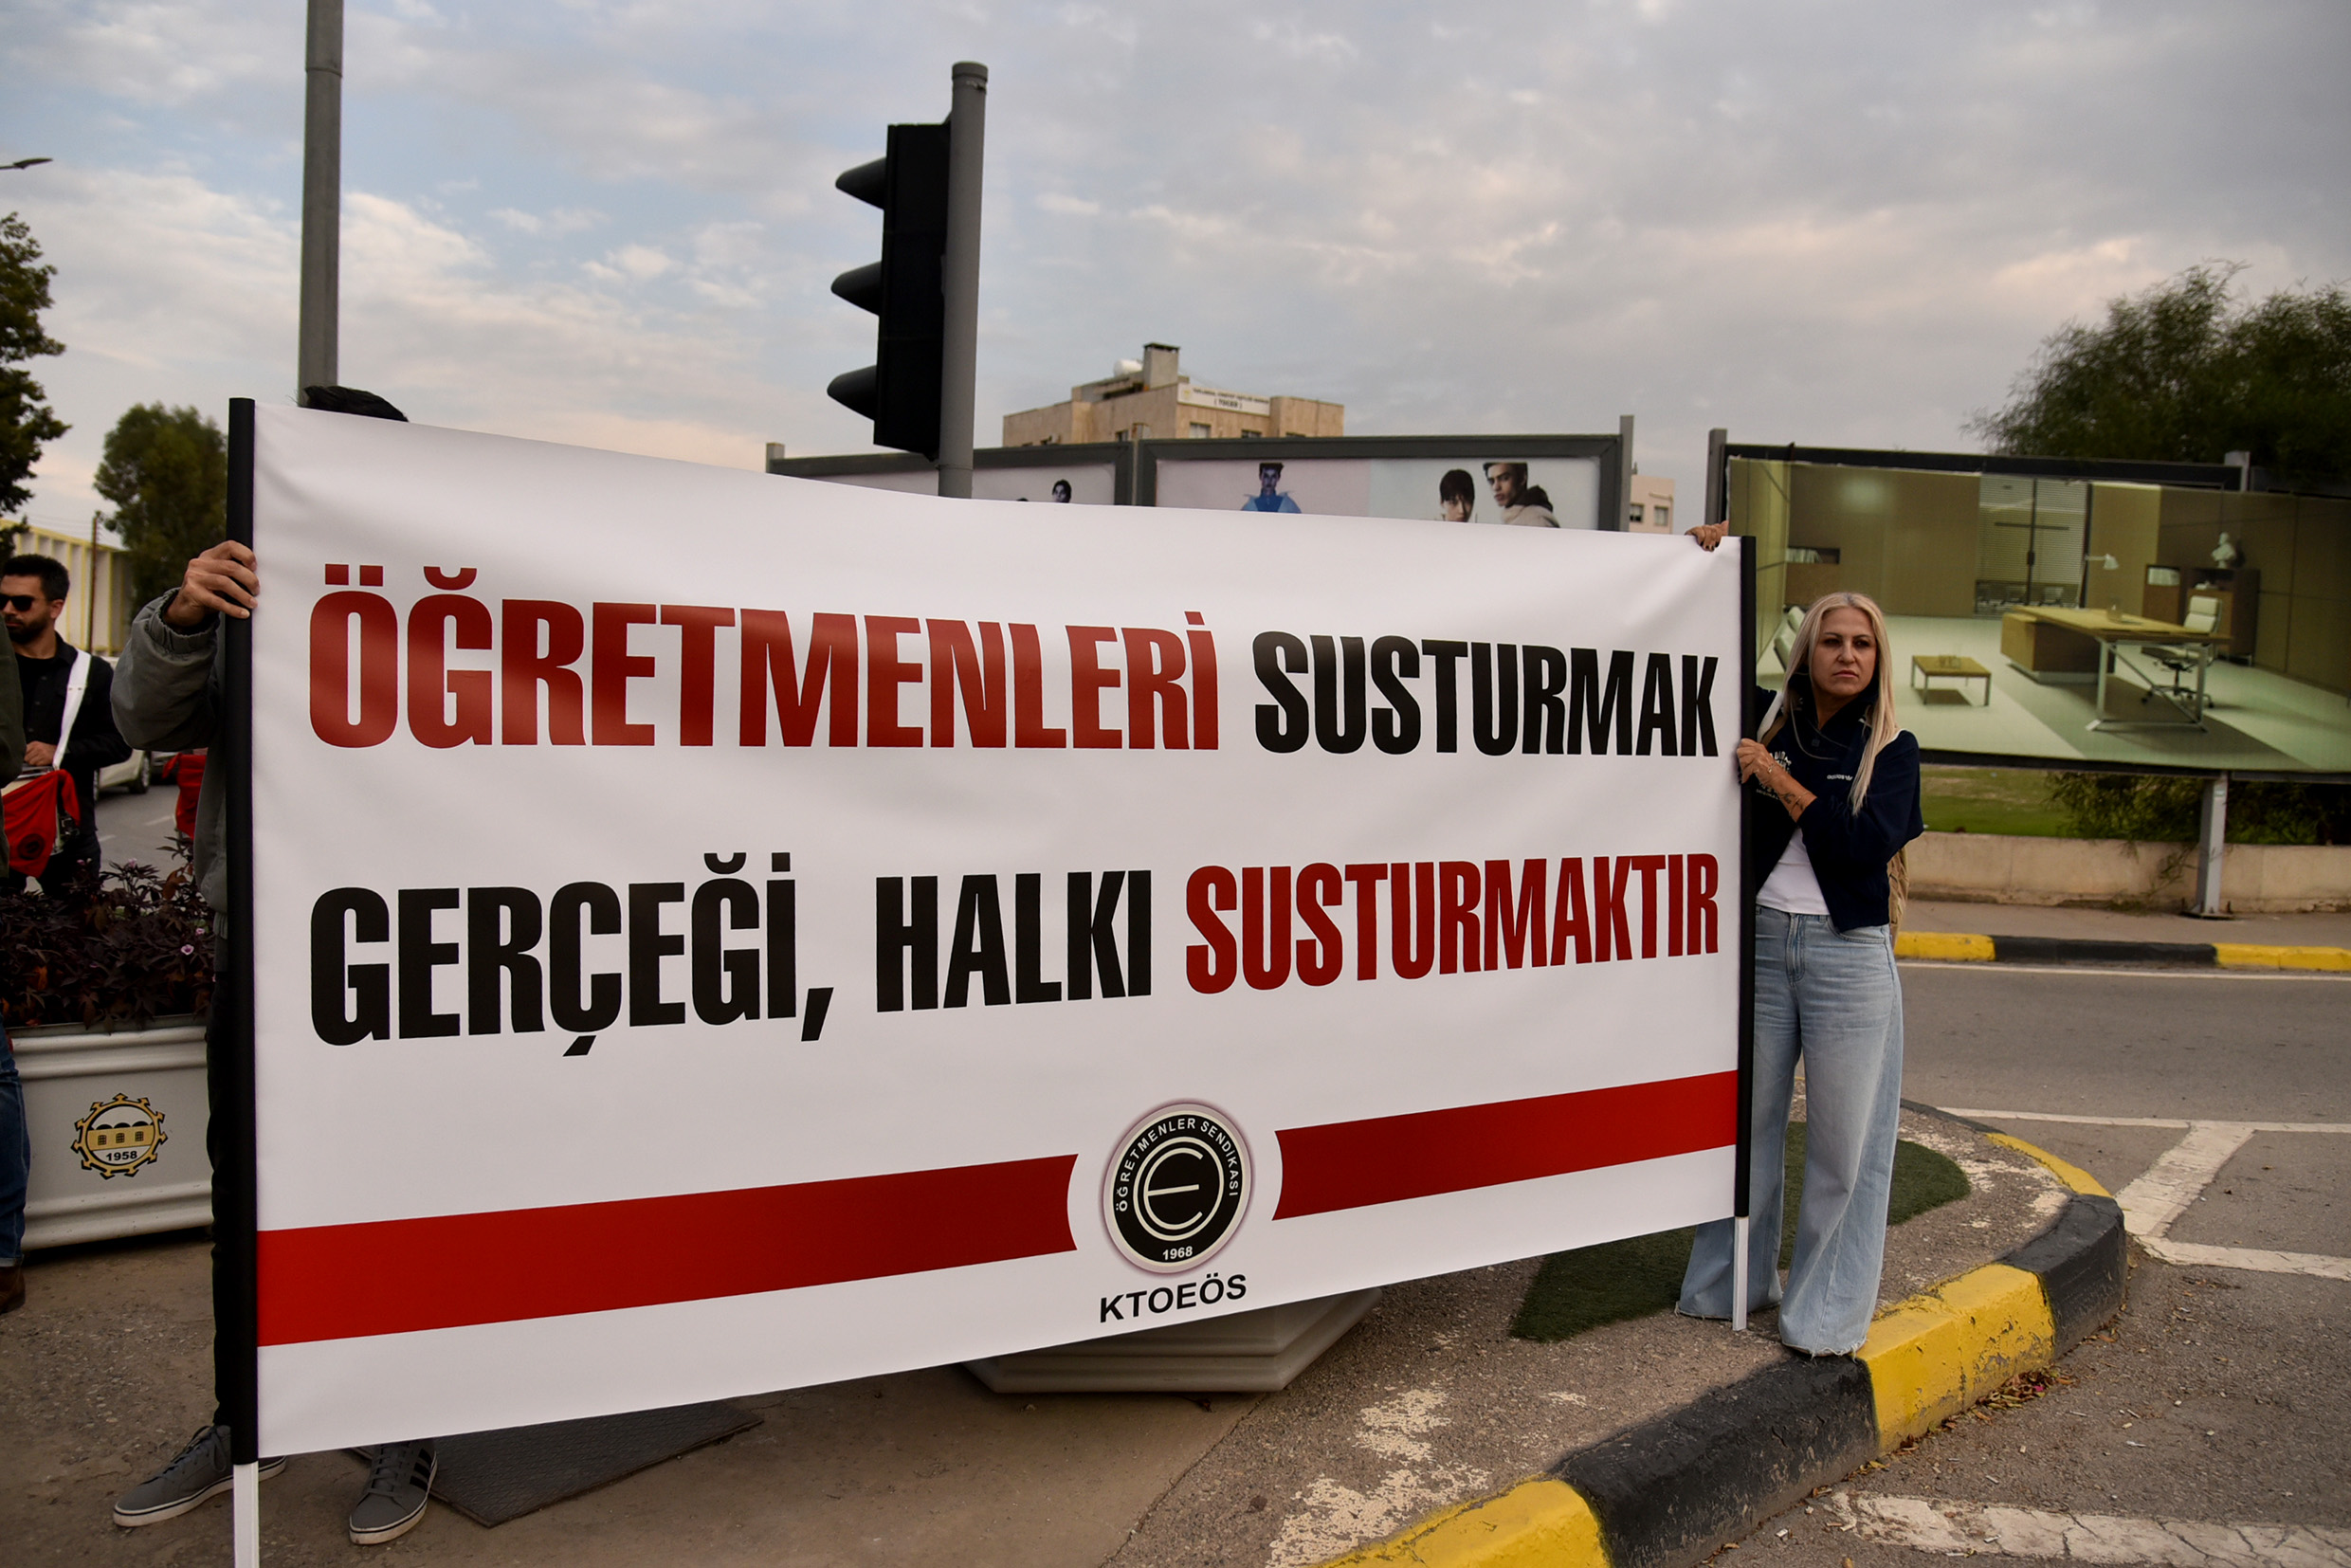 ÖĞRETMENLERİ SUSTURMAK
GERÇEĞİ, HALKI SUSTURMAKTIR
ÖĞRETMENLER SENDİKASI
1968
KTOEÖS
1958